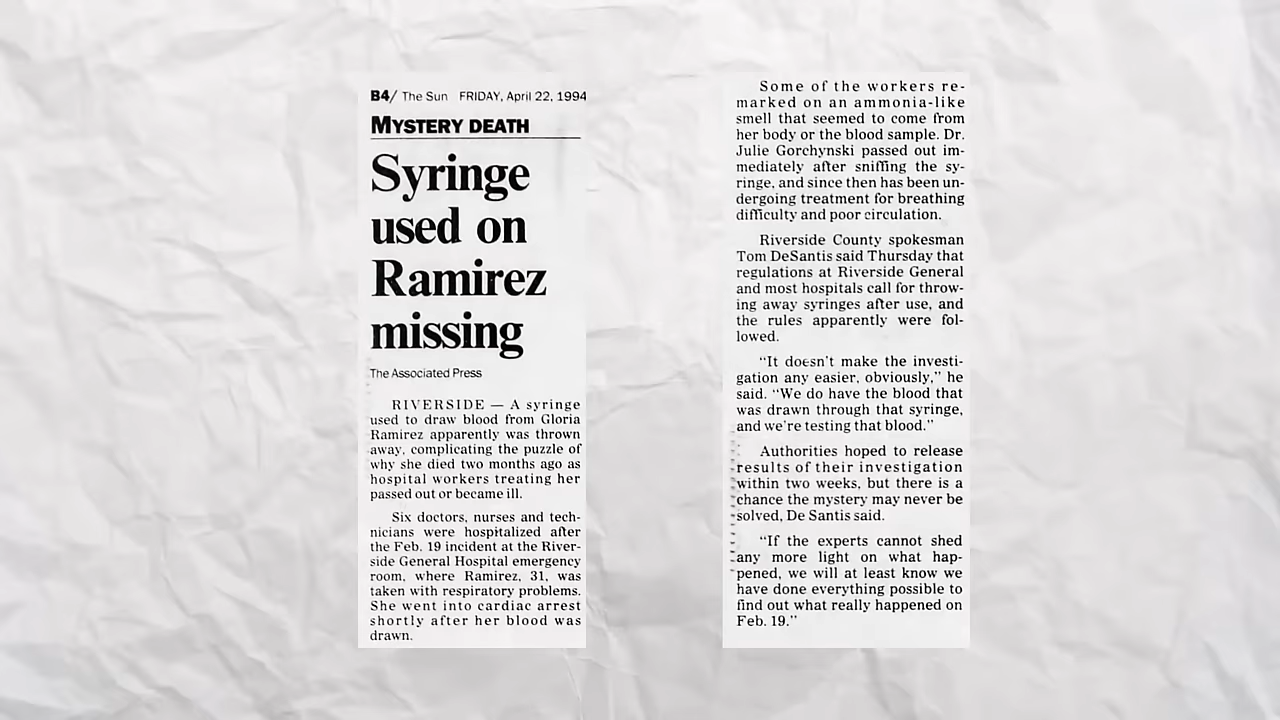 B4/ The Sun FRIDAY, April 22, 1994
MYSTERY DEATH
Syringe
used on
Ramirez
missing
The Associated Press
RIVERSIDE — A syringe
used to draw blood from Gloria
Ramirez apparently was thrown
away, complicating the puzzle of
why she died two months ago as
hospital workers treating her
passed out or became ill.
Six doctors, nurses and tech-
nicians were hospitalized after
the Feb. 19 incident at the River-
side General Hospital emergency
room, where Ramirez, 31, was
taken with respiratory problems.
She went into cardiac arrest
shortly after her blood was
drawn.
Some of the workers re-
marked on an ammonia-like
smell that seemed to come from
her body or the blood sample. Dr.
Julie Gorchynski passed out im-
mediately after sniffing the sy-
ringe, and since then has been un-
dergoing treatment for breathing
difficulty and poor circulation.
Riverside County spokesman
Tom DeSantis said Thursday that
regulations at Riverside General
and most hospitals call for throw-
ing away syringes after use, and
the rules apparently were fol-
lowed.
“It doesn't make the investi-
gation any easier, obviously,” he
said. “We do have the blood that
was drawn through that syringe,
and we're testing that blood.”
Authorities hoped to release
results of their investigation
within two weeks, but there is a
chance the mystery may never be
solved, De Santis said.
“If the experts cannot shed
any more light on what hap-
pened, we will at least know we
have done everything possible to
find out what really happened on
Feb. 19.”